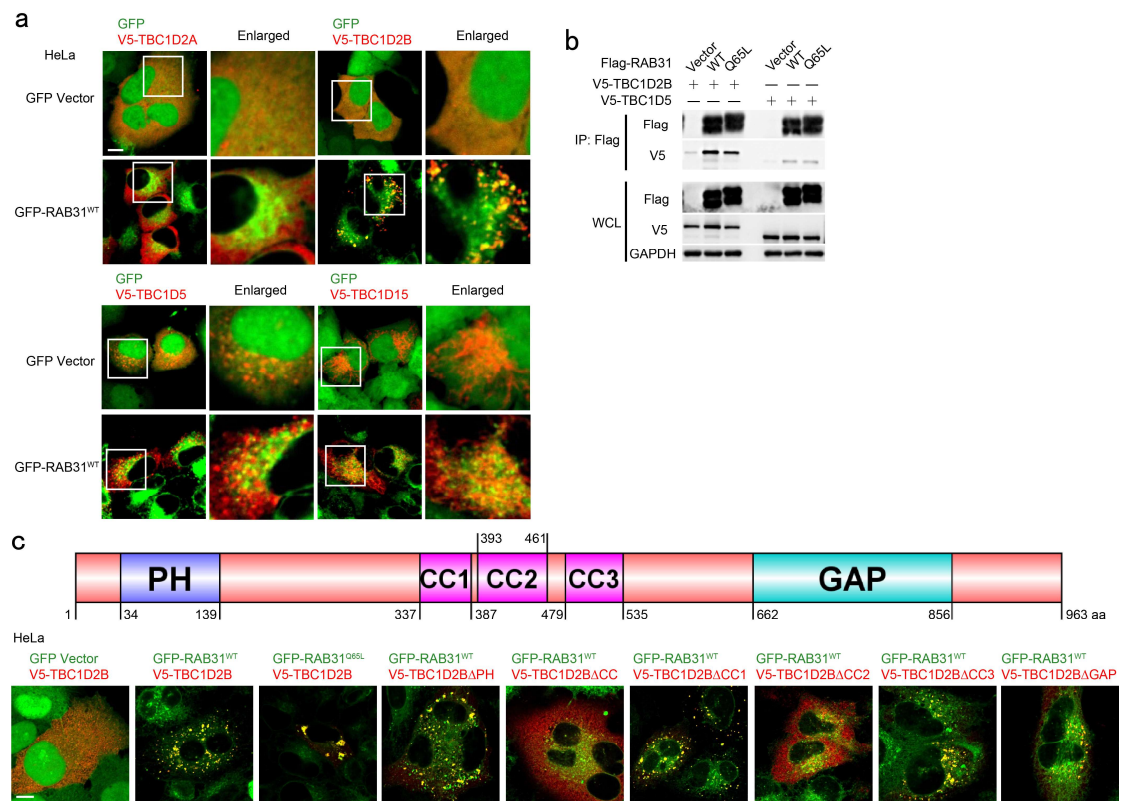 a
GFP
V5-TBC1D2A
Enlarged
GFP
V5-TBC1D2B
Enlarged
HeLa
GFP Vector
GFP-RAB31WT
GFP
V5-TBC1D5
Enlarged
GFP
V5-TBC1D15
Enlarged
GFP Vector
GFP-RAB31WT
b
Flag-RAB31 Vector WT Q65L Vector WT Q65L
V5-TBC1D2B + + + — — —
V5-TBC1D5 — — — + + +
IP: Flag
Flag
V5
WCL
Flag
V5
GAPDH
c
393 461
PH CC1 CC2 CC3 GAP
1 34 139 337 387 479 535 662 856 963 aa
HeLa
GFP Vector
V5-TBC1D2B
GFP-RAB31WT
V5-TBC1D2B
GFP-RAB31Q65L
V5-TBC1D2B
GFP-RAB31WT
V5-TBC1D2BΔPH
GFP-RAB31WT
V5-TBC1D2BΔCC
GFP-RAB31WT
V5-TBC1D2BΔCC1
GFP-RAB31WT
V5-TBC1D2BΔCC2
GFP-RAB31WT
V5-TBC1D2BΔCC3
GFP-RAB31WT
V5-TBC1D2BΔGAP